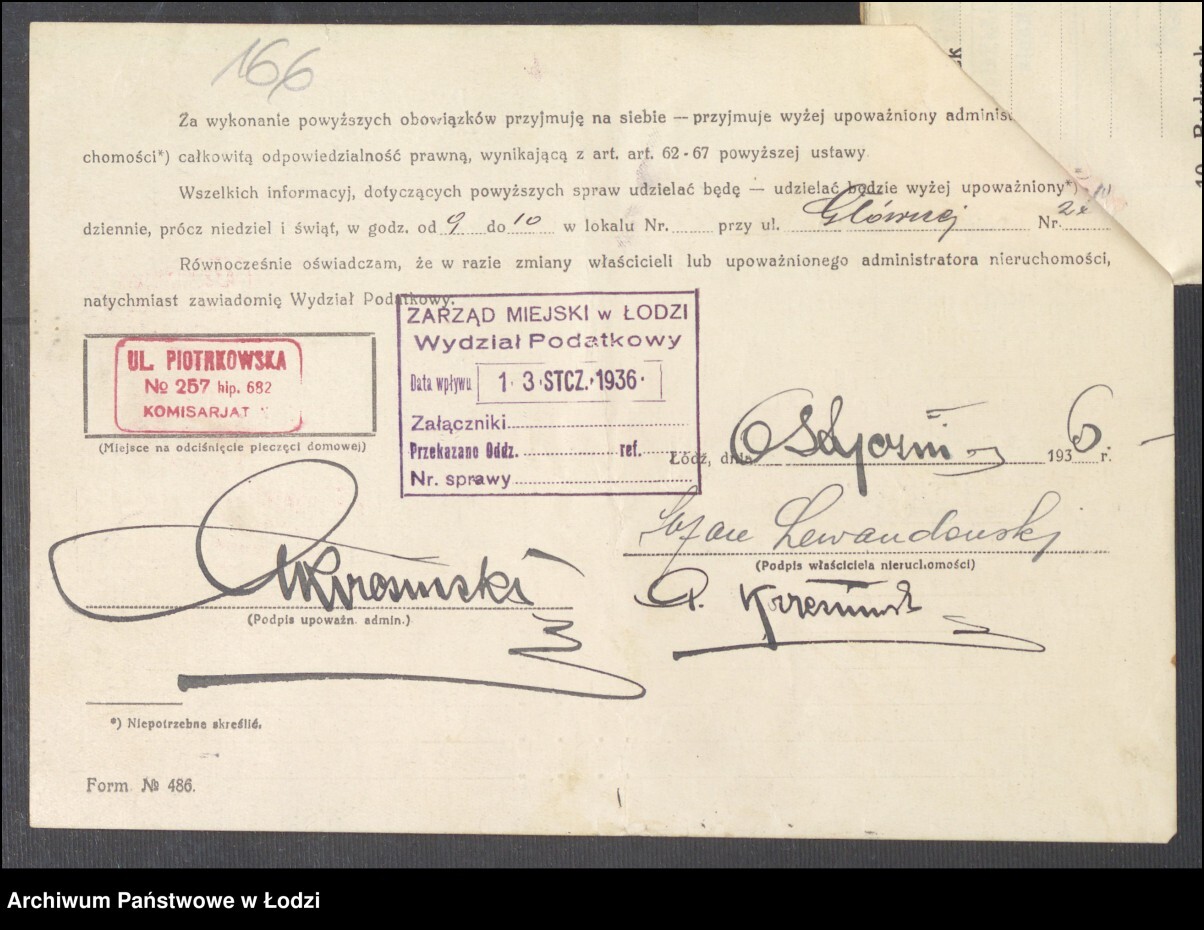 166
Za wykonanie powyższych obowiązków przyjmuję na siebie — przyjmuje wyżej upoważniony administ
chomości*) całkowitą odpowiedzialność prawną, wynikającą z art. art. 62-67 powyższej ustawy.
Wszelkich informacyj, dotyczących powyższych spraw udzielać będę — udzielać będzie wyżej upoważniony*)
dziennie, prócz niedziel i świąt, w godz. od 9 do 10 w lokalu Nr. przy ul. Głównej Nr.
Równocześnie oświadczam, że w razie zmiany właścicieli lub upoważnionego administratora nieruchomości,
natychmiast zawiadomię Wydział Podatkowy.
UL. PIOTRKOWSKA
№ 257 hip. 682
KOMISARJAT
(Miejsce na odciśnięcie pieczęci domowej)
ZARZĄD MIEJSKI w ŁODZI
Wydział Podatkowy
Data wpływu 13 STCZ. 1936
Załączniki
Przekazano Oddz. ref.
Nr. sprawy
Łódź, dnia 1936 r.
Lewandowski
(Podpis właściciela nieruchomości)
(Podpis upoważn. admin.)
*) Niepotrzebne skreślić.
Form. № 486.
Archiwum Państwowe w Łodzi